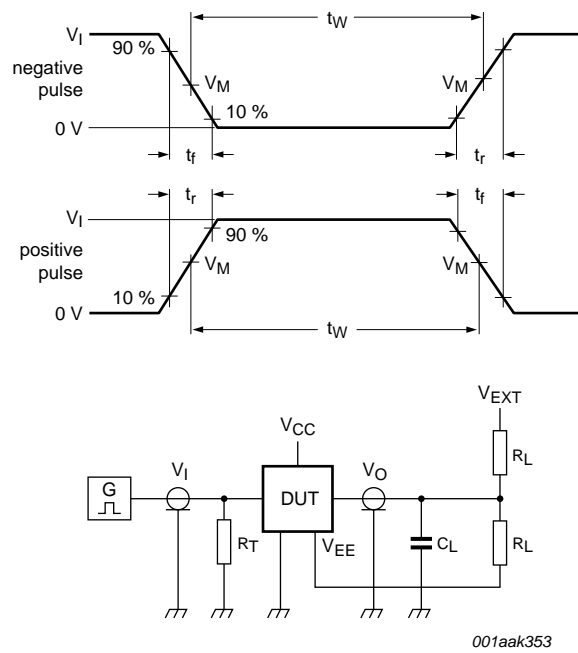 V_I
t_W
90 %
negative
pulse
V_M
V_M
10 %
0 V
t_f
t_r
t_r
t_f
V_I
90 %
positive
pulse
V_M
V_M
10 %
0 V
t_W
V_EXT
V_CC
R_L
V_I
V_O
G
DUT
R_T
V_EE
C_L
R_L
001aak353